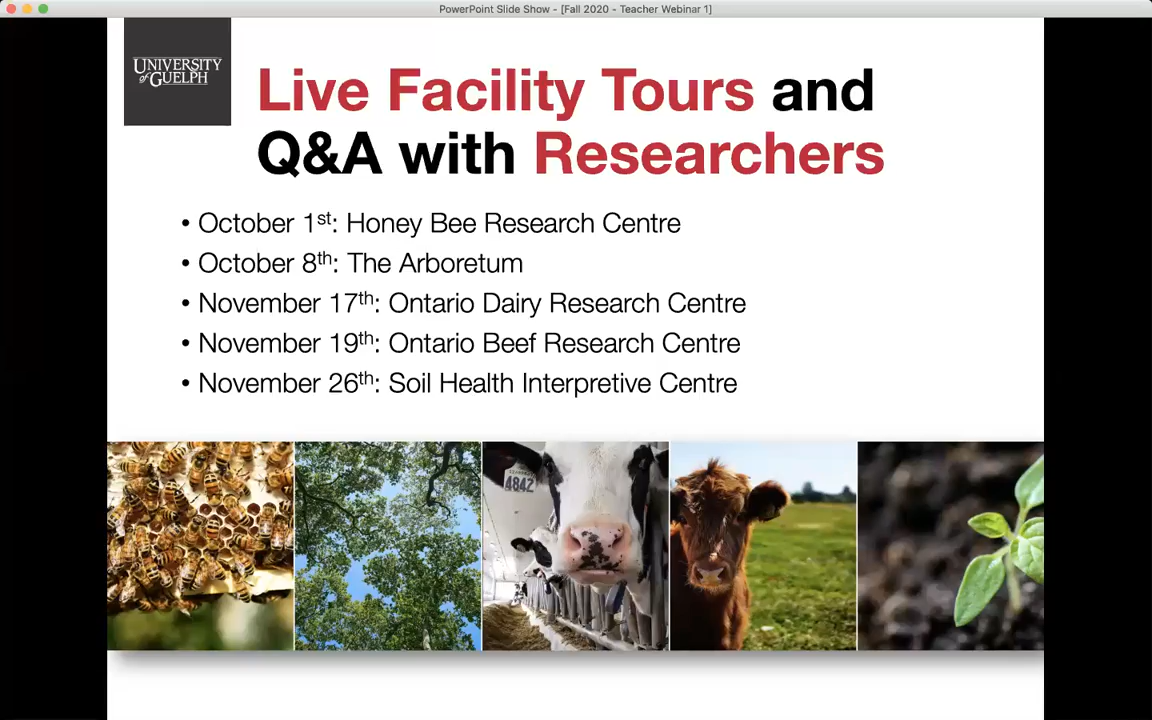 PowerPoint Slide Show - [Fall 2020 - Teacher Webinar 1]
UNIVERSITY
of GUELPH
Live Facility Tours and
Q&A with Researchers
• October 1st: Honey Bee Research Centre
• October 8th: The Arboretum
• November 17th: Ontario Dairy Research Centre
• November 19th: Ontario Beef Research Centre
• November 26th: Soil Health Interpretive Centre
4842